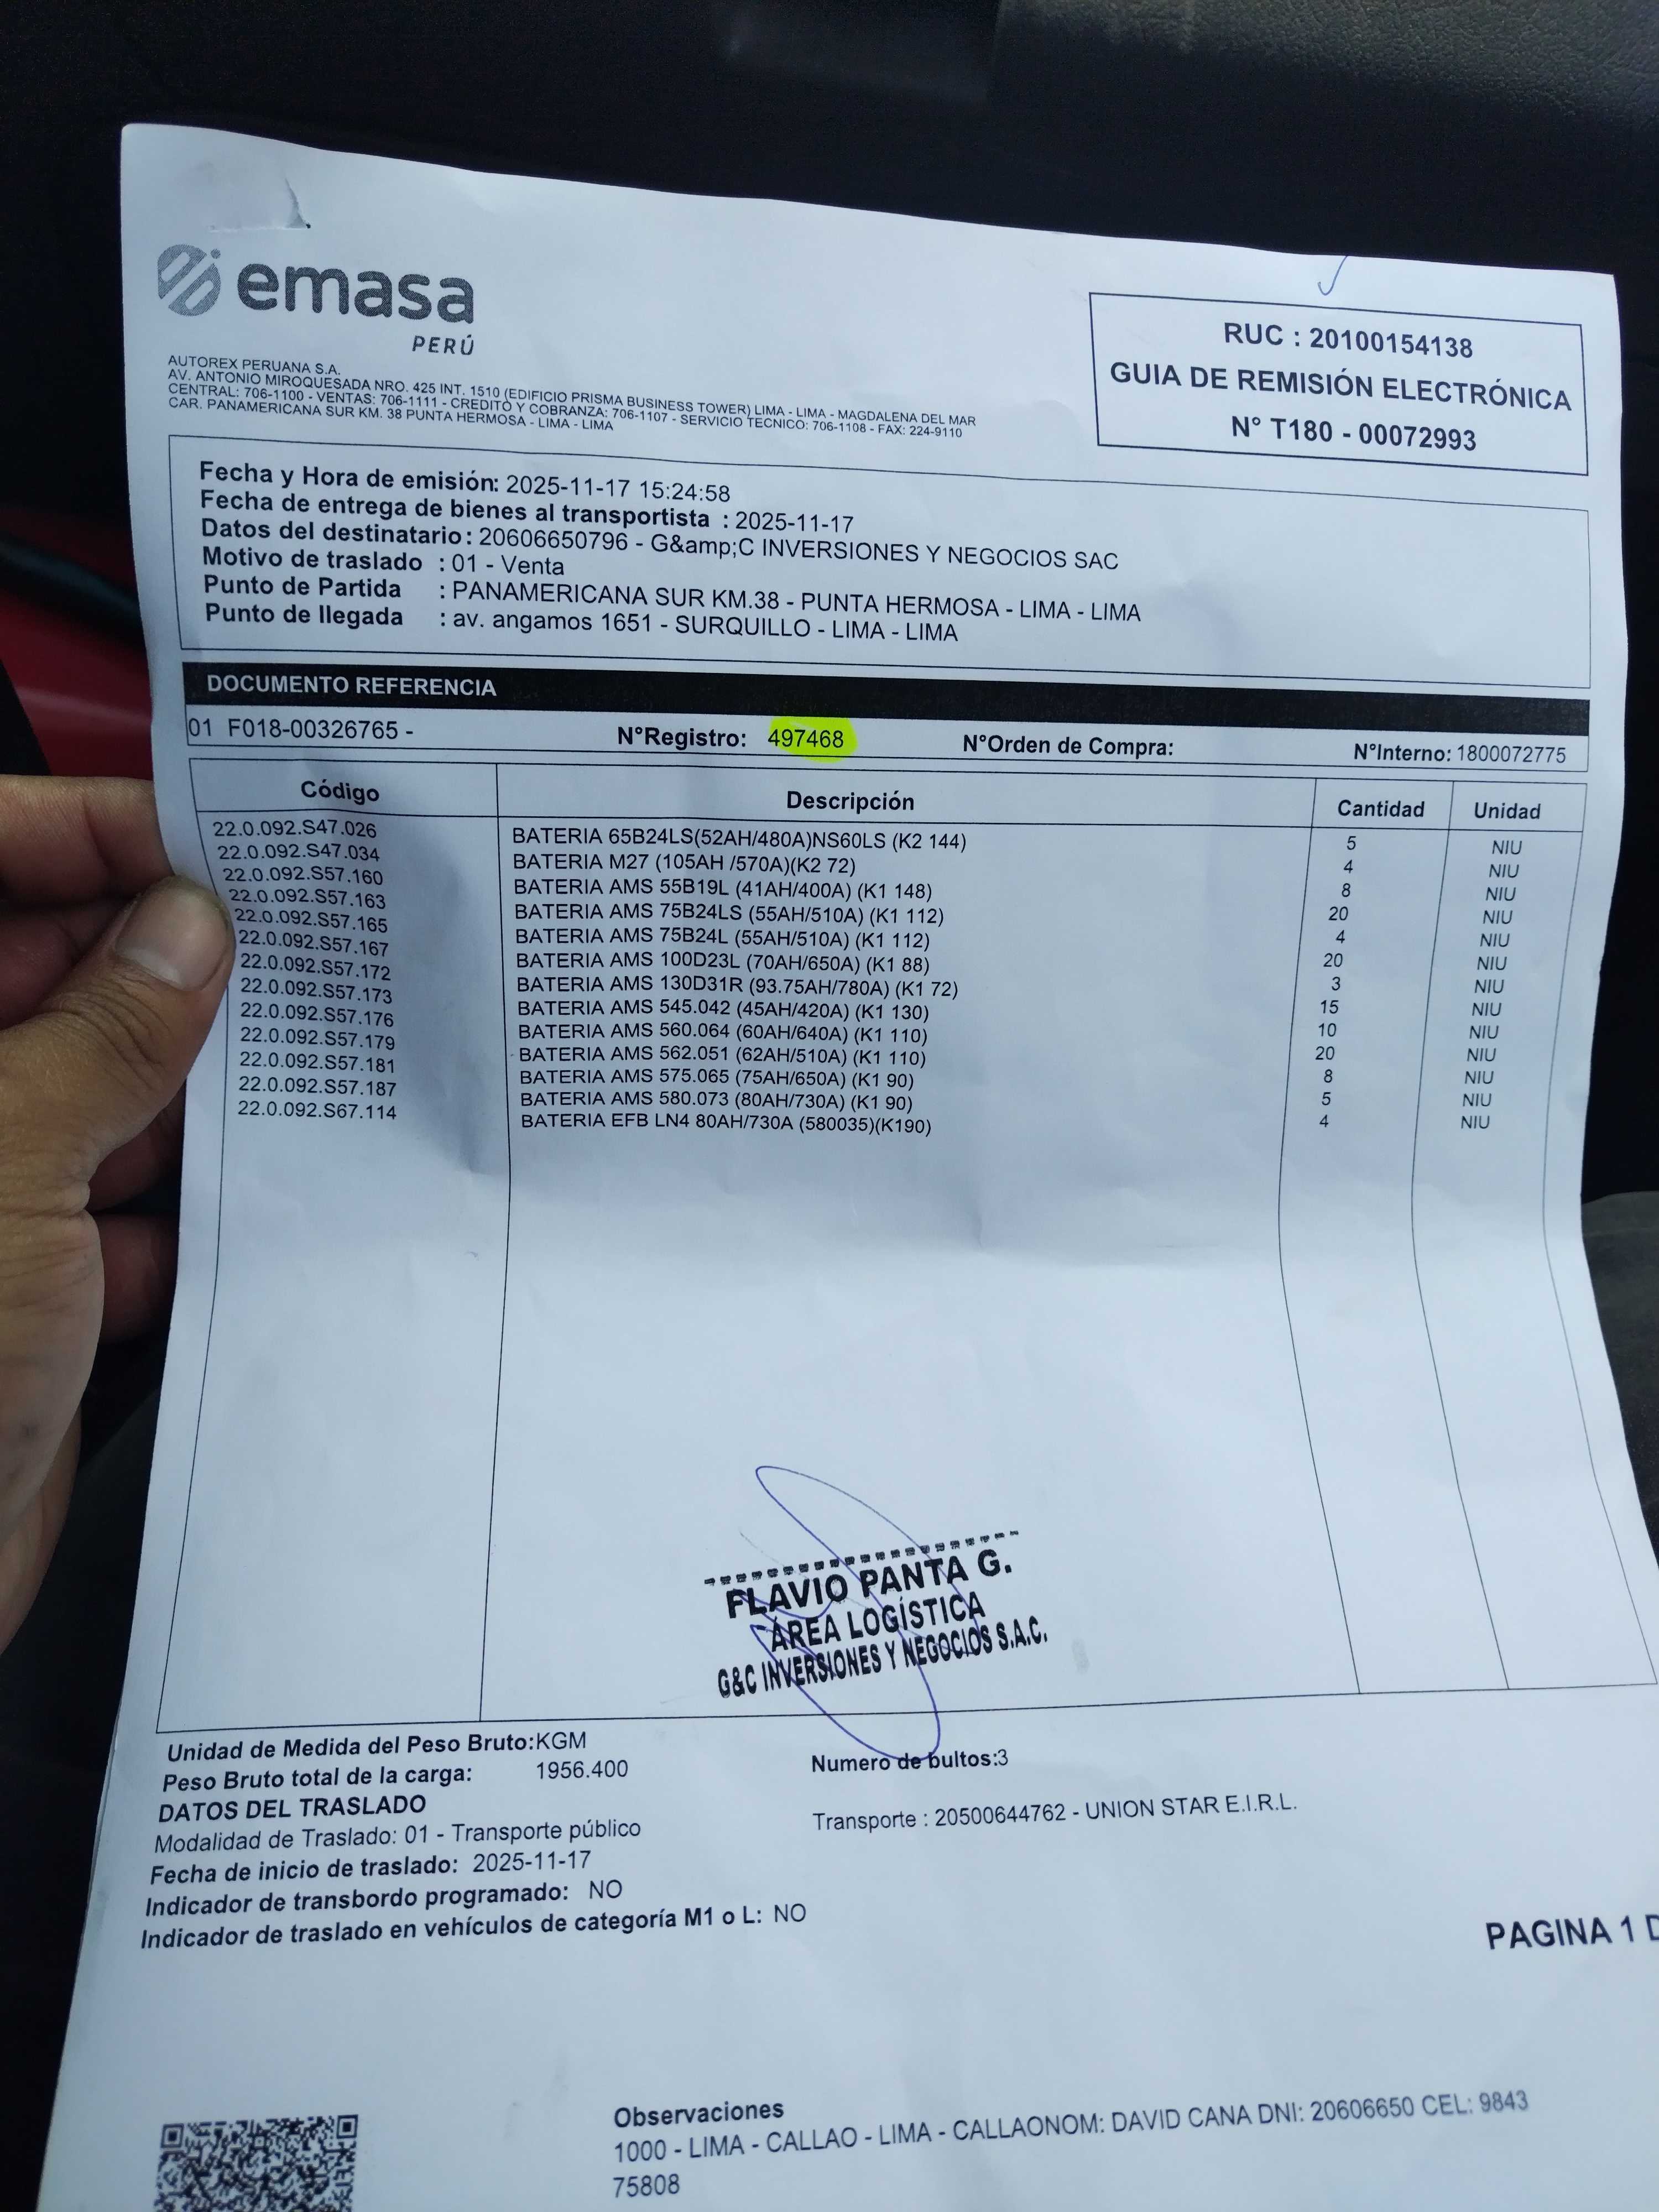 emasa
PERÚ
AUTOREX PERUANA S.A.
AV. ANTONIO MIROQUESADA NRO. 425 INT. 1510 (EDIFICIO PRISMA BUSINESS TOWER) LIMA - LIMA - MAGDALENA DEL MAR
CENTRAL: 706-1100 - VENTAS: 706-1111 - CREDITO Y COBRANZA: 706-1107 - SERVICIO TECNICO: 706-1108 - FAX: 224-9110
CAR. PANAMERICANA SUR KM. 38 PUNTA HERMOSA - LIMA - LIMA
RUC : 20100154138
GUIA DE REMISIÓN ELECTRÓNICA
N° T180 - 00072993
Fecha y Hora de emisión: 2025-11-17 15:24:58
Fecha de entrega de bienes al transportista : 2025-11-17
Datos del destinatario: 20606650796 - G&amp;C INVERSIONES Y NEGOCIOS SAC
Motivo de traslado : 01 - Venta
Punto de Partida : PANAMERICANA SUR KM.38 - PUNTA HERMOSA - LIMA - LIMA
Punto de llegada : av. angamos 1651 - SURQUILLO - LIMA - LIMA
DOCUMENTO REFERENCIA
01 F018-00326765 - N°Registro: 497468 N°Orden de Compra: N°Interno: 1800072775
Código Descripción Cantidad Unidad
22.0.092.S47.026 BATERIA 65B24LS(52AH/480A)NS60LS (K2 144) 5 NIU
22.0.092.S47.034 BATERIA M27 (105AH /570A)(K2 72) 4 NIU
22.0.092.S57.160 BATERIA AMS 55B19L (41AH/400A) (K1 148) 8 NIU
22.0.092.S57.163 BATERIA AMS 75B24LS (55AH/510A) (K1 112) 20 NIU
22.0.092.S57.165 BATERIA AMS 75B24L (55AH/510A) (K1 112) 4 NIU
22.0.092.S57.167 BATERIA AMS 100D23L (70AH/650A) (K1 88) 20 NIU
22.0.092.S57.172 BATERIA AMS 130D31R (93.75AH/780A) (K1 72) 3 NIU
22.0.092.S57.173 BATERIA AMS 545.042 (45AH/420A) (K1 130) 15 NIU
22.0.092.S57.176 BATERIA AMS 560.064 (60AH/640A) (K1 110) 10 NIU
22.0.092.S57.179 BATERIA AMS 562.051 (62AH/510A) (K1 110) 20 NIU
22.0.092.S57.181 BATERIA AMS 575.065 (75AH/650A) (K1 90) 8 NIU
22.0.092.S57.187 BATERIA AMS 580.073 (80AH/730A) (K1 90) 5 NIU
22.0.092.S67.114 BATERIA EFB LN4 80AH/730A (580035)(K190) 4 NIU
FLAVIO PANTA G.
ÁREA LOGÍSTICA
G&C INVERSIONES Y NEGOCIOS S.A.C.
Unidad de Medida del Peso Bruto:KGM
Peso Bruto total de la carga: 1956.400 Numero de bultos:3
DATOS DEL TRASLADO
Modalidad de Traslado: 01 - Transporte público Transporte : 20500644762 - UNION STAR E.I.R.L.
Fecha de inicio de traslado: 2025-11-17
Indicador de transbordo programado: NO
Indicador de traslado en vehículos de categoría M1 o L: NO
PAGINA 1 D
Observaciones
1000 - LIMA - CALLAO - LIMA - CALLAONOM: DAVID CANA DNI: 20606650 CEL: 9843
75808